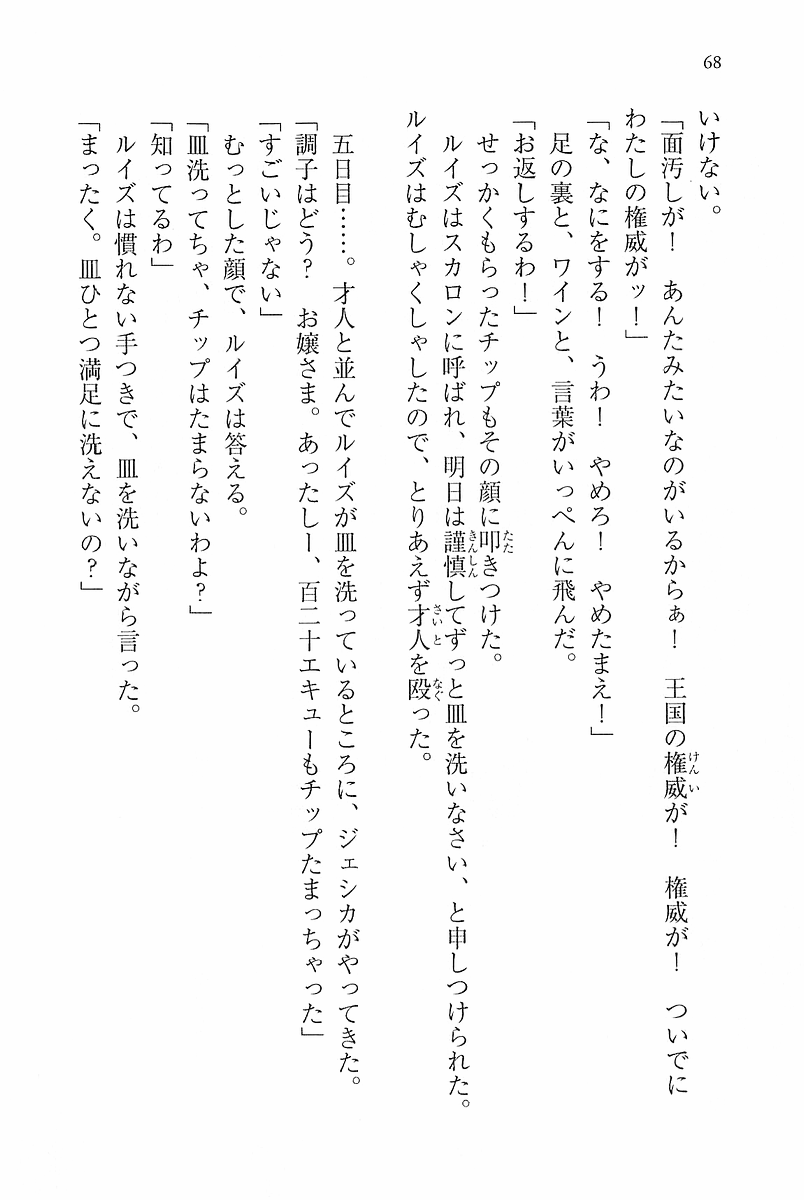 68
いけない。
「面汚しが！　あんたみたいなのがいるからぁ！　王国の権威が！　権威が！　ついでに
わたしの権威がッ！」
「な、なにをする！　うわ！　やめろ！　やめたまえ！」
足の裏と、ワインと、言葉がいっぺんに飛んだ。
「お返しするわ！」
せっかくもらったチップもその顔に叩きつけた。
ルイズはスカロンに呼ばれ、明日は謹慎してずっと皿を洗いなさい、と申しつけられた。
ルイズはむしゃくしゃしたので、とりあえず才人を殴った。
五日目……。才人と並んでルイズが皿を洗っているところに、ジェシカがやってきた。
「調子はどう？　お嬢さま。あったしー、百二十エキューもチップたまっちゃった」
「すごいじゃない」
むっとした顔で、ルイズは答える。
「皿洗ってちゃ、チップはたまらないわよ？」
「知ってるわ」
ルイズは慣れない手つきで、皿を洗いながら言った。
「まったく。皿ひとつ満足に洗えないの？」